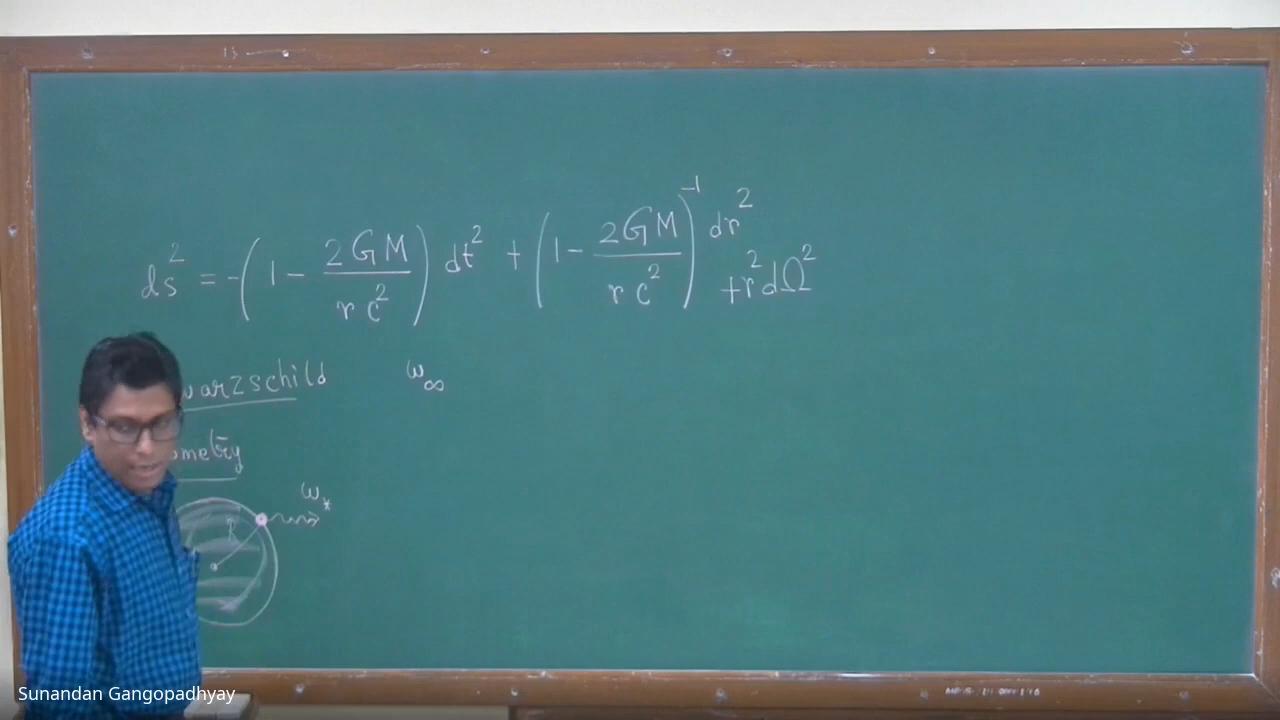 ds² = -(1 - 2GM/rc²) dt² + (1 - 2GM/rc²)⁻¹ dr²
+r²dΩ²
warzschild ω∞
ometry
ω*
R
Sunandan Gangopadhyay